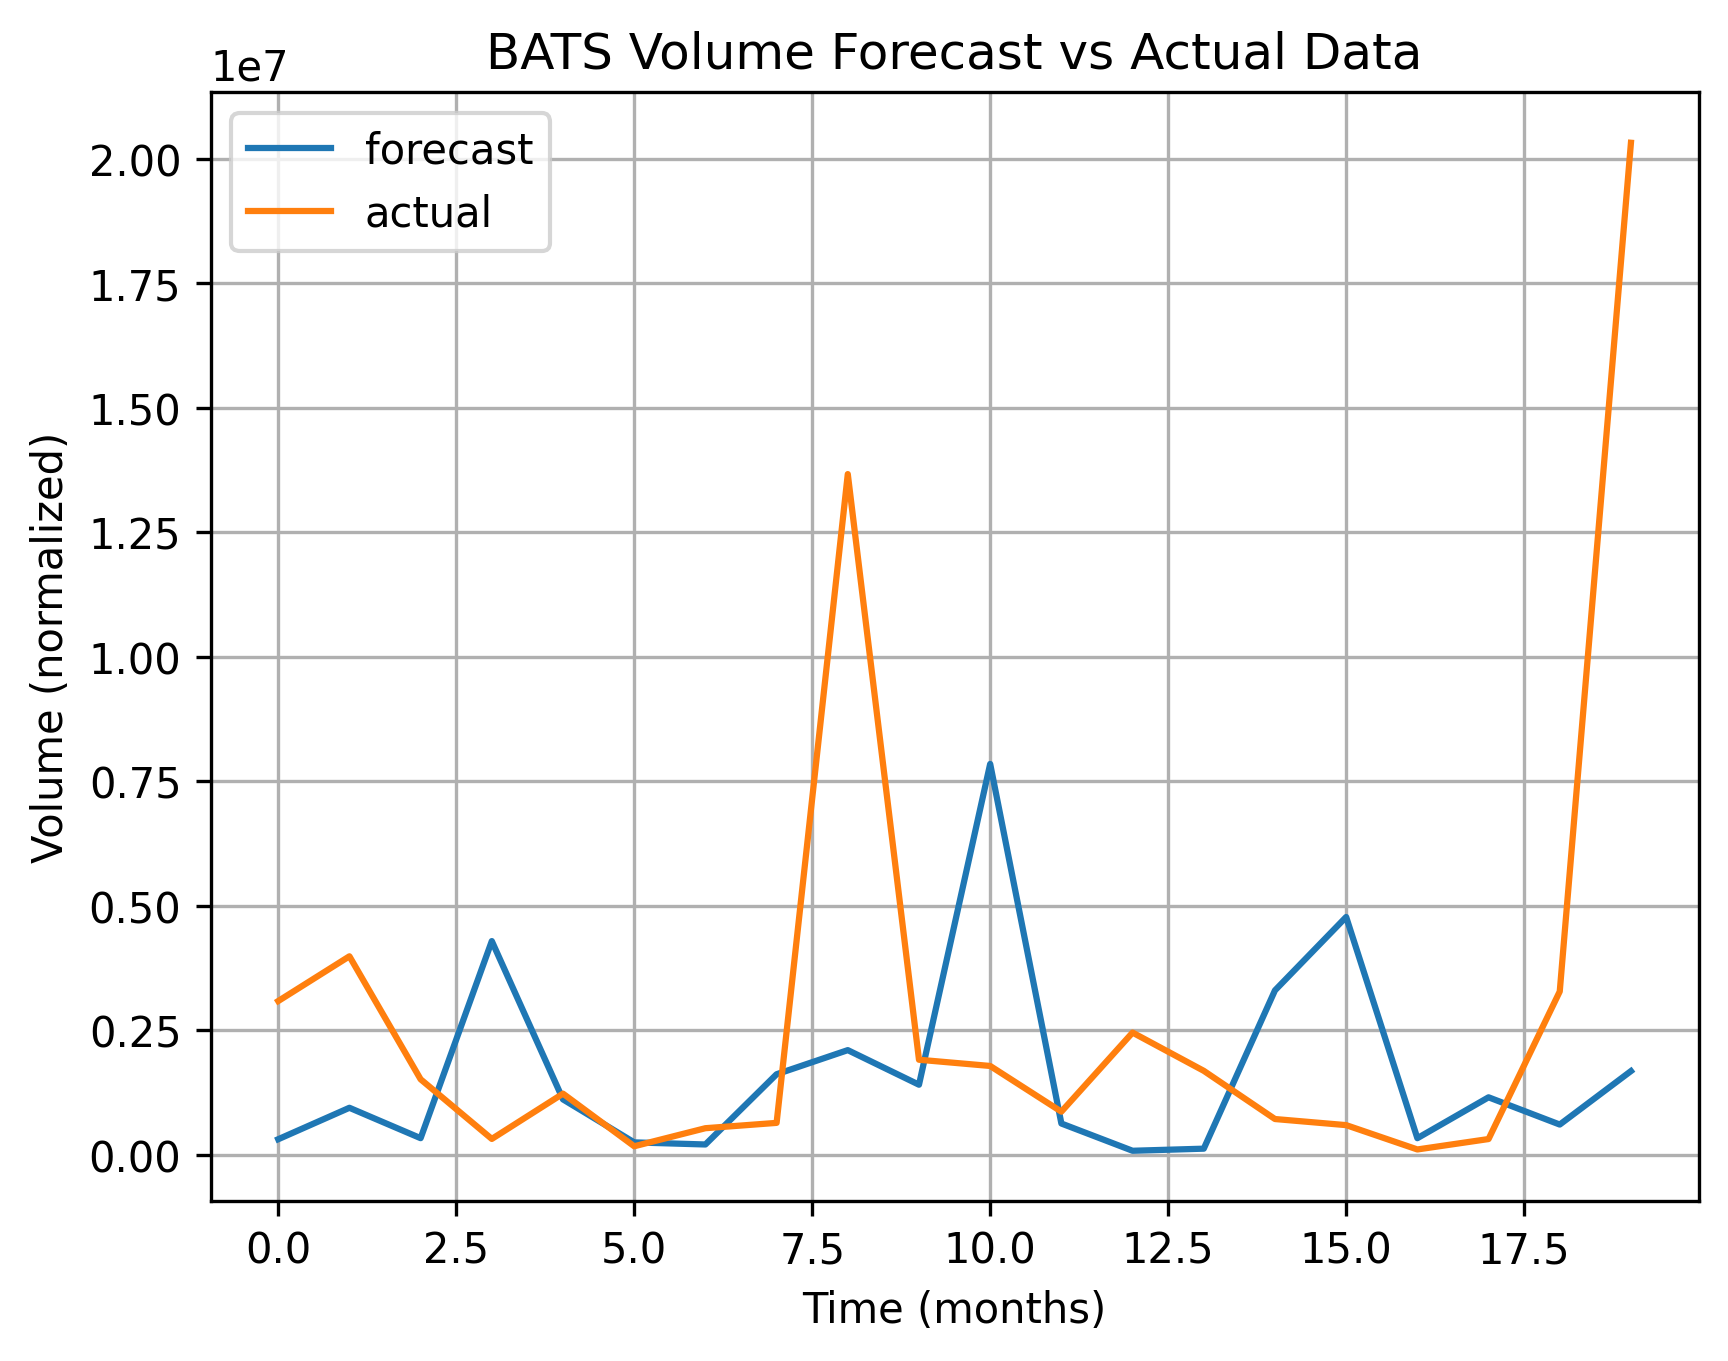 BATS Volume Forecast vs Actual Data
1e7
forecast
actual
2.00
1.75
1.50
1.25
1.00
0.75
0.50
0.25
0.00
Volume (normalized)
0.0 2.5 5.0 7.5 10.0 12.5 15.0 17.5
Time (months)